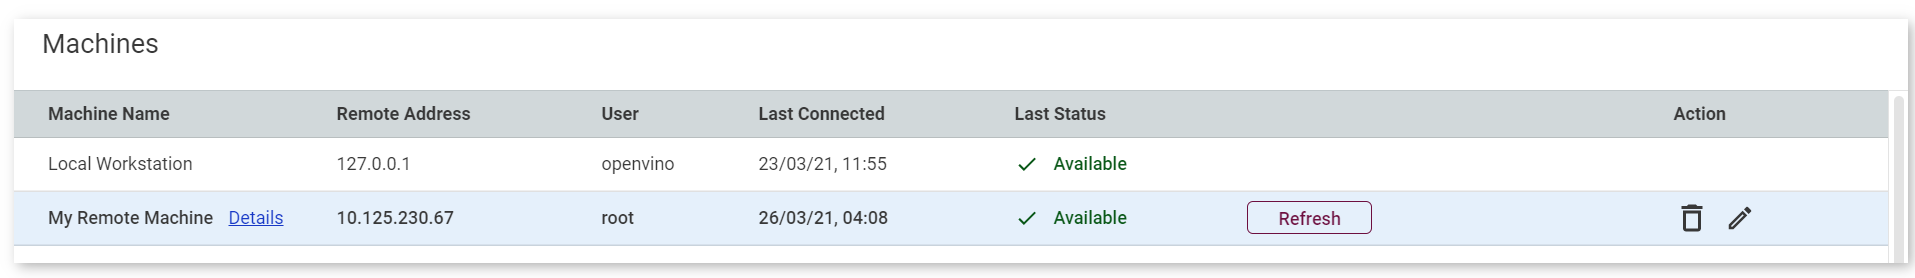 Machines
Machine Name Remote Address User Last Connected Last Status Action
Local Workstation 127.0.0.1 openvino 23/03/21, 11:55 Available
My Remote Machine Details 10.125.230.67 root 26/03/21, 04:08 Available Refresh